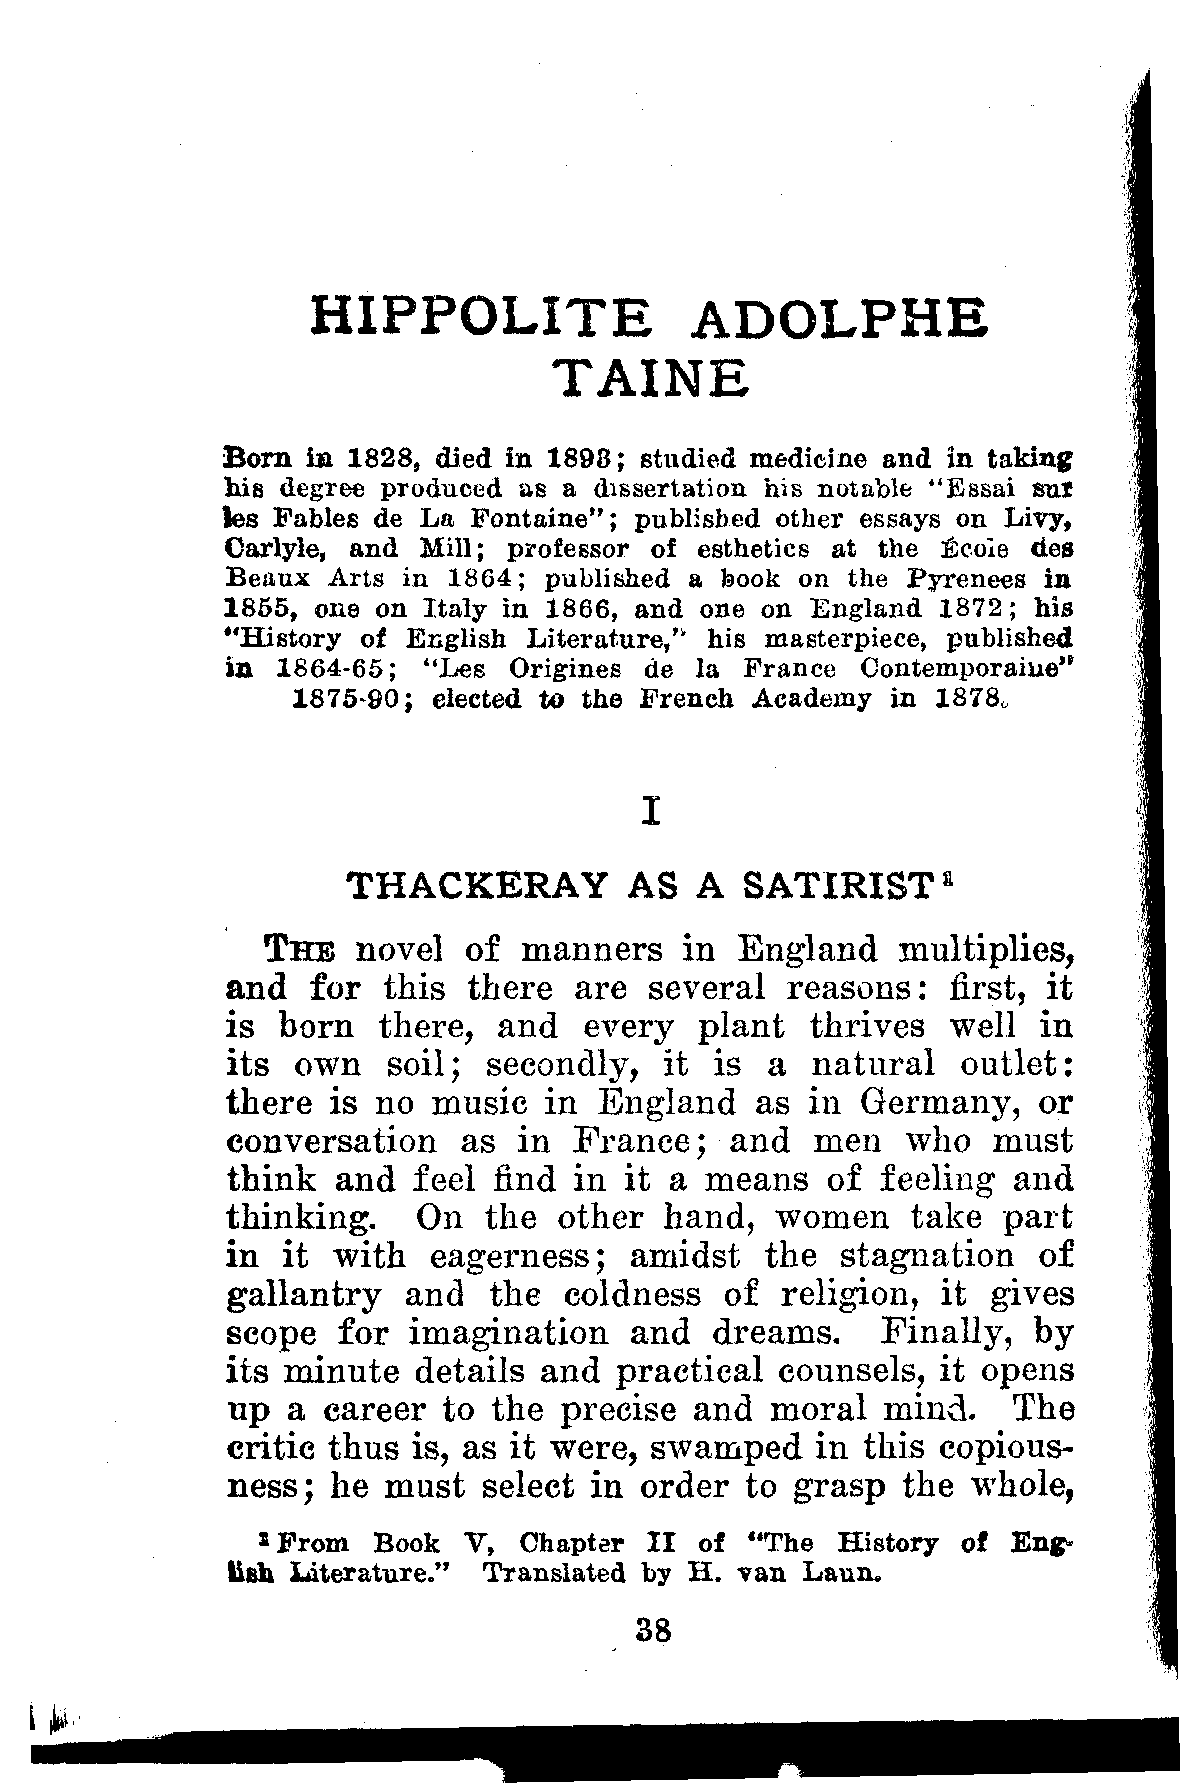 HIPPOLITE ADOLPHE
TAINE
Born in 1828, died in 1893; studied medicine and in taking
his degree produced as a dissertation his notable "Essai sur
les Fables de La Fontaine"; published other essays on Livy,
Carlyle, and Mill; professor of esthetics at the École des
Beaux Arts in 1864; published a book on the Pyrenees in
1855, one on Italy in 1866, and one on England 1872; his
"History of English Literature," his masterpiece, published
in 1864-65; "Les Origines de la France Contemporaine"
1875-90; elected to the French Academy in 1878.
I
THACKERAY AS A SATIRIST¹
THE novel of manners in England multiplies,
and for this there are several reasons: first, it
is born there, and every plant thrives well in
its own soil; secondly, it is a natural outlet:
there is no music in England as in Germany, or
conversation as in France; and men who must
think and feel find in it a means of feeling and
thinking. On the other hand, women take part
in it with eagerness; amidst the stagnation of
gallantry and the coldness of religion, it gives
scope for imagination and dreams. Finally, by
its minute details and practical counsels, it opens
up a career to the precise and moral mind. The
critic thus is, as it were, swamped in this copious-
ness; he must select in order to grasp the whole,
¹ From Book V, Chapter II of "The History of Eng-
lish Literature." Translated by H. van Laun.
38